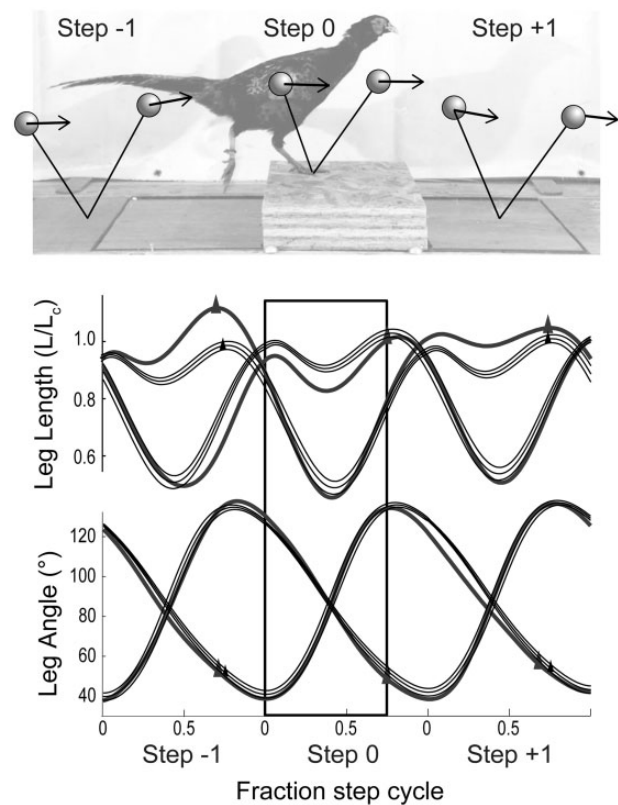 Step -1 Step 0 Step +1
Leg Length (L/Lc)
1.0
0.8
0.6
Leg Angle (°)
120
100
80
60
40
0 0.5 0 0.5 0 0.5
Step -1 Step 0 Step +1
Fraction step cycle